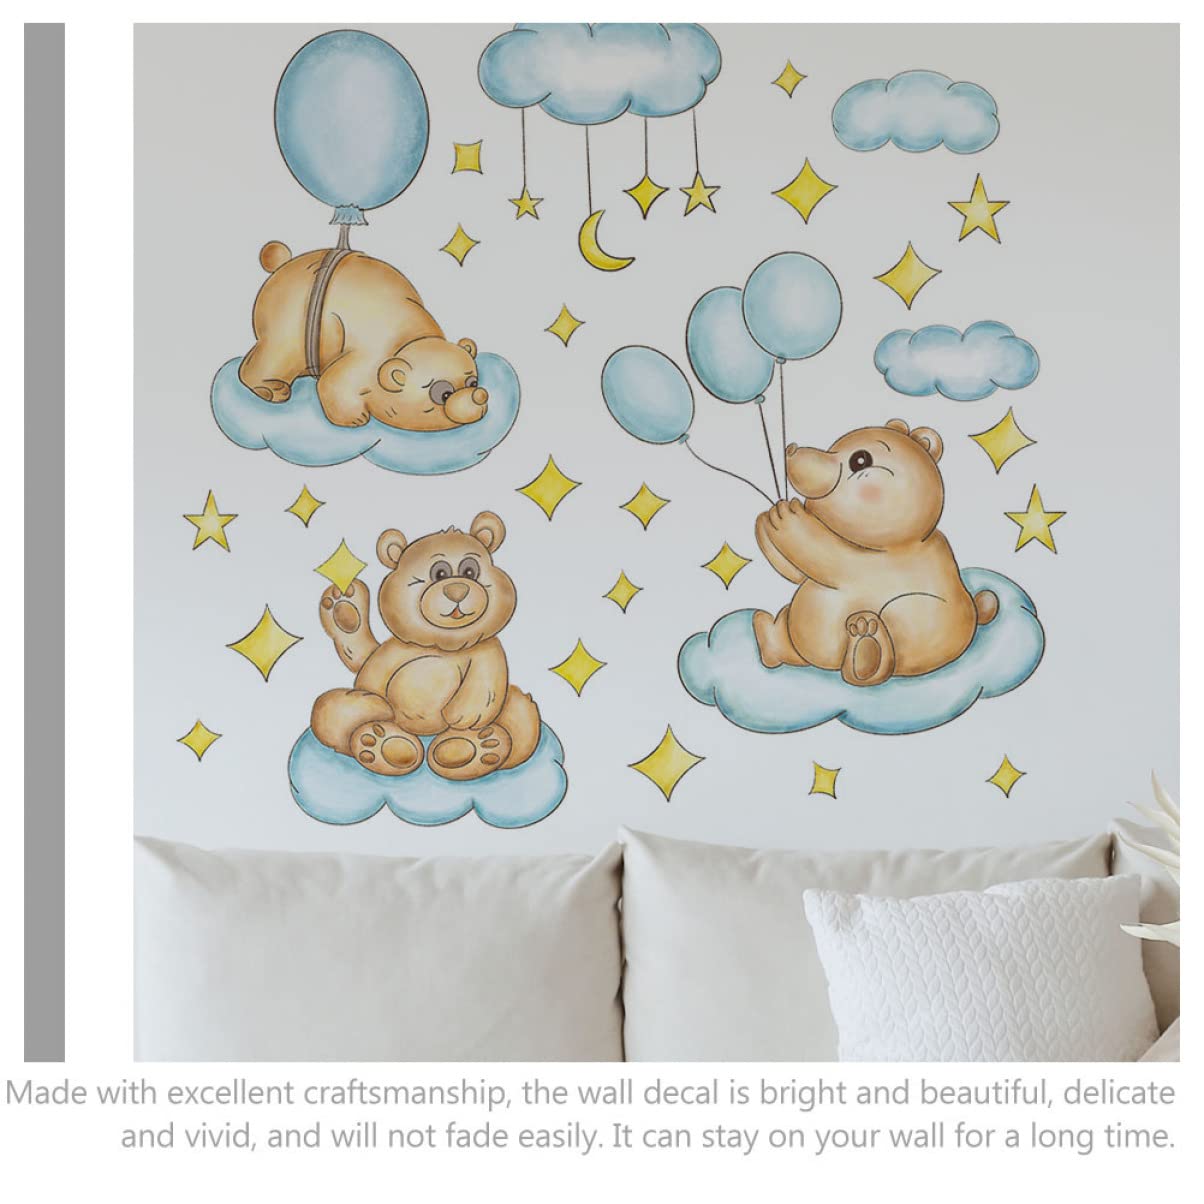 Made with excellent craftsmanship, the wall decal is bright and beautiful, delicate
and vivid, and will not fade easily. It can stay on your wall for a long time.